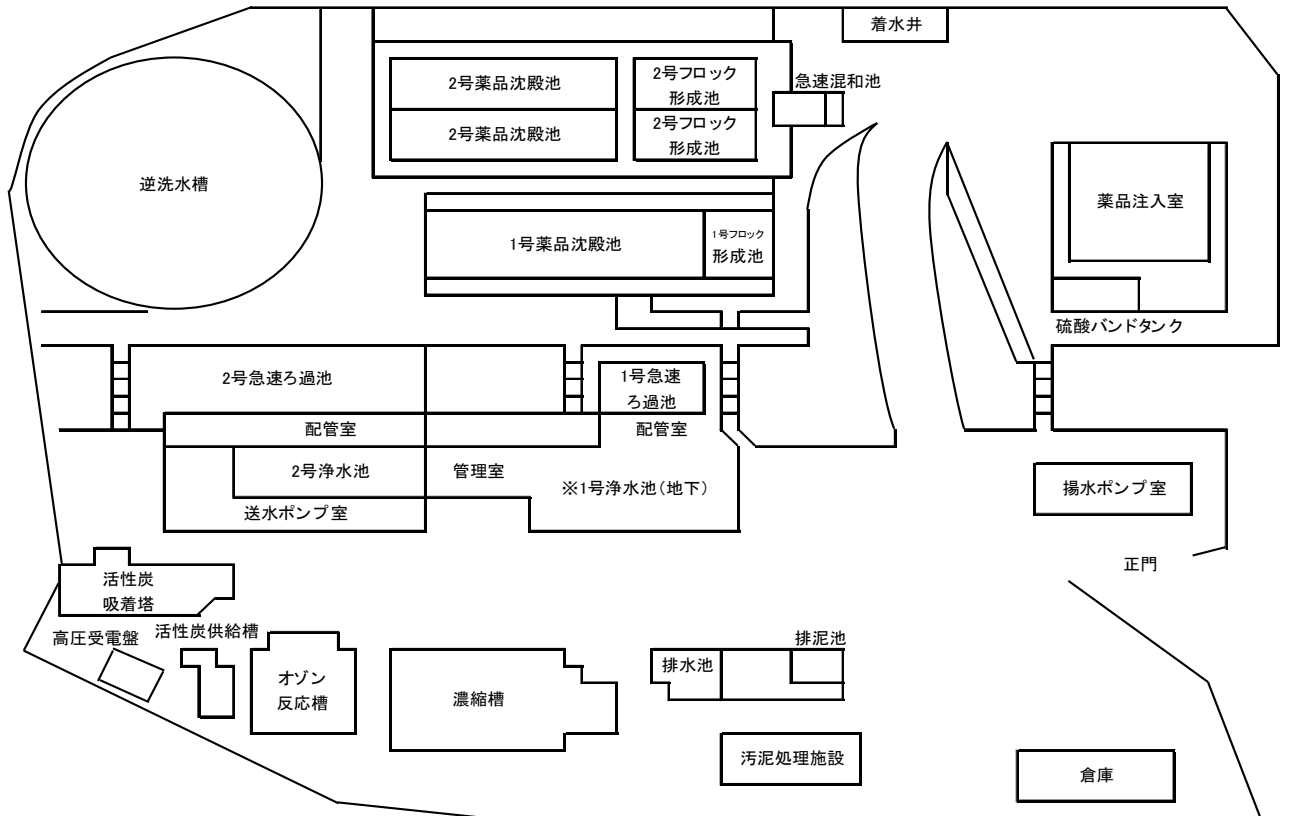 着水井
2号薬品沈殿池
2号フロック
形成池
急速混和池
2号薬品沈殿池
2号フロック
形成池
逆洗水槽
薬品注入室
1号薬品沈殿池
1号フロック
形成池
硫酸バンドタンク
2号急速ろ過池
1号急速
ろ過池
配管室
配管室
2号浄水池
管理室
※1号浄水池(地下)
揚水ポンプ室
送水ポンプ室
正門
活性炭
吸着塔
高圧受電盤
活性炭供給槽
排泥池
排水池
オゾン
反応槽
濃縮槽
汚泥処理施設
倉庫